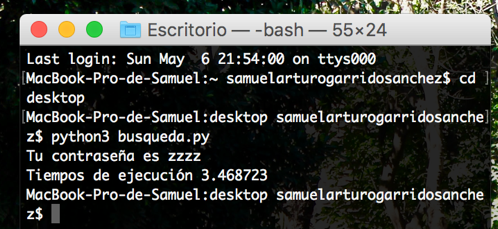 Escritorio — -bash — 55×24
Last login: Sun May  6 21:54:00 on ttys000
[MacBook-Pro-de-Samuel:~ samuelarturogarridosanchez$ cd ]
desktop
[MacBook-Pro-de-Samuel:desktop samuelarturogarridosanche]
z$ python3 busqueda.py
Tu contraseña es zzzz
Tiempos de ejecución 3.468723
MacBook-Pro-de-Samuel:desktop samuelarturogarridosanche
z$